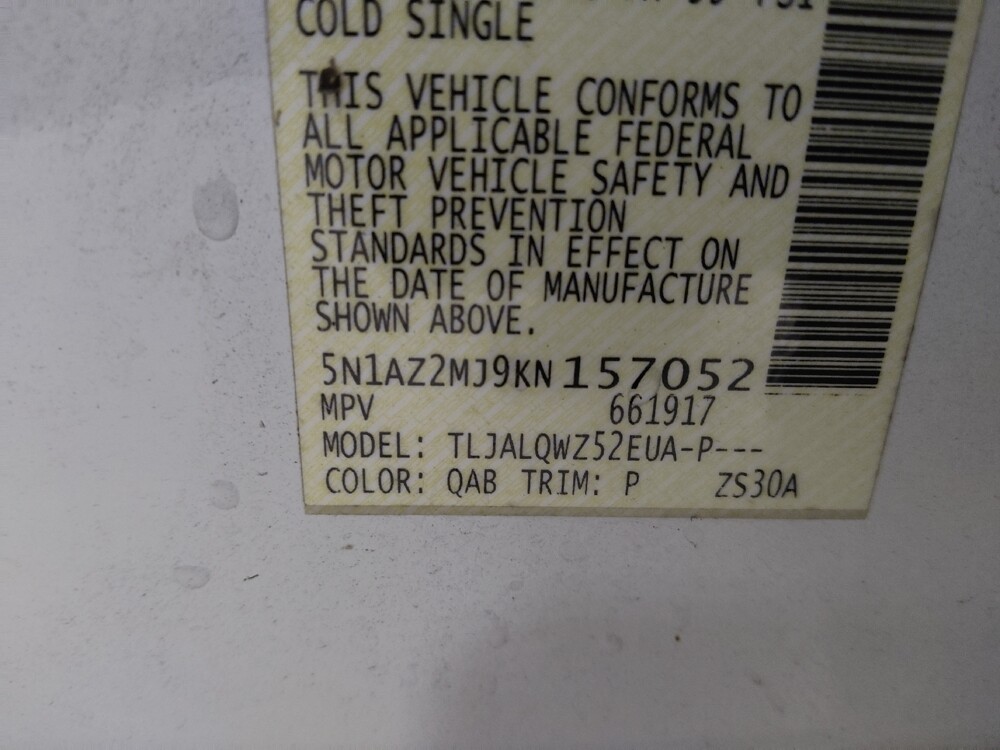 COLD SINGLE
THIS VEHICLE CONFORMS TO
ALL APPLICABLE FEDERAL
MOTOR VEHICLE SAFETY AND
THEFT PREVENTION
STANDARDS IN EFFECT ON
THE DATE OF MANUFACTURE
SHOWN ABOVE.
5N1AZ2MJ9KN157052
MPV 661917
MODEL: TLJALQWZ52EUA-P---
COLOR: QAB TRIM: P ZS30A